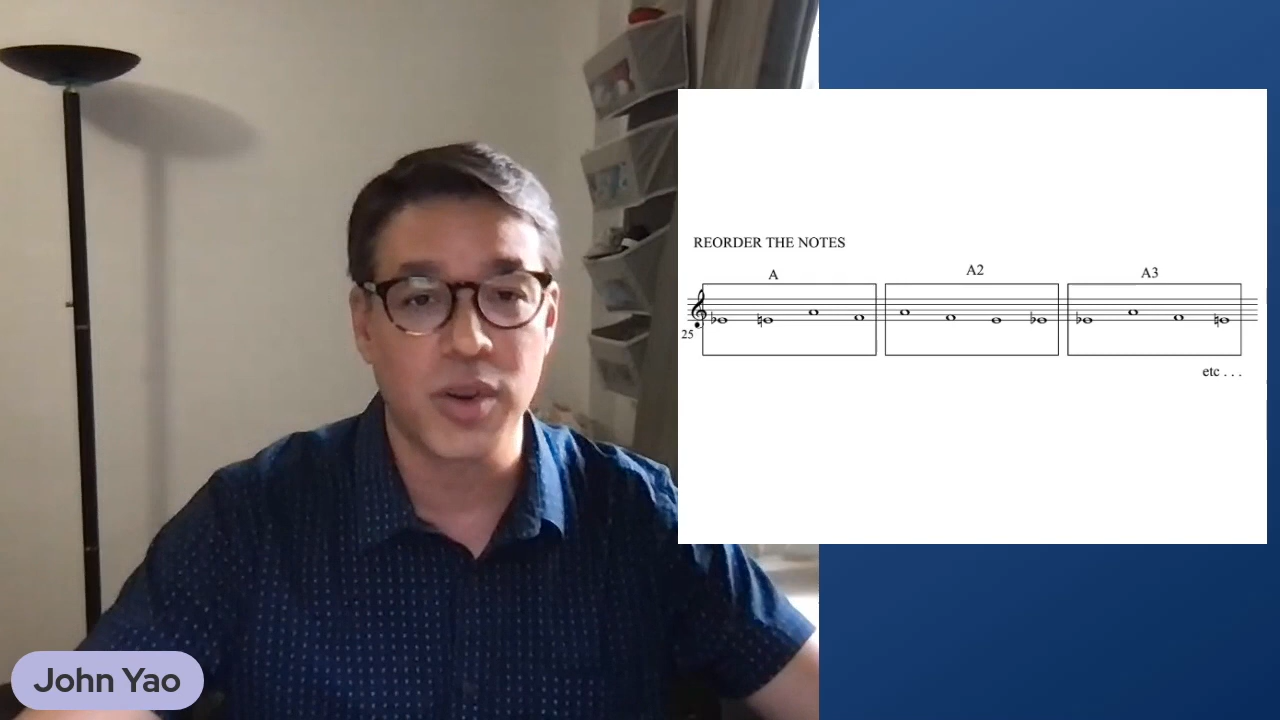 REORDER THE NOTES
A
A2
A3
25
etc . . .
John Yao